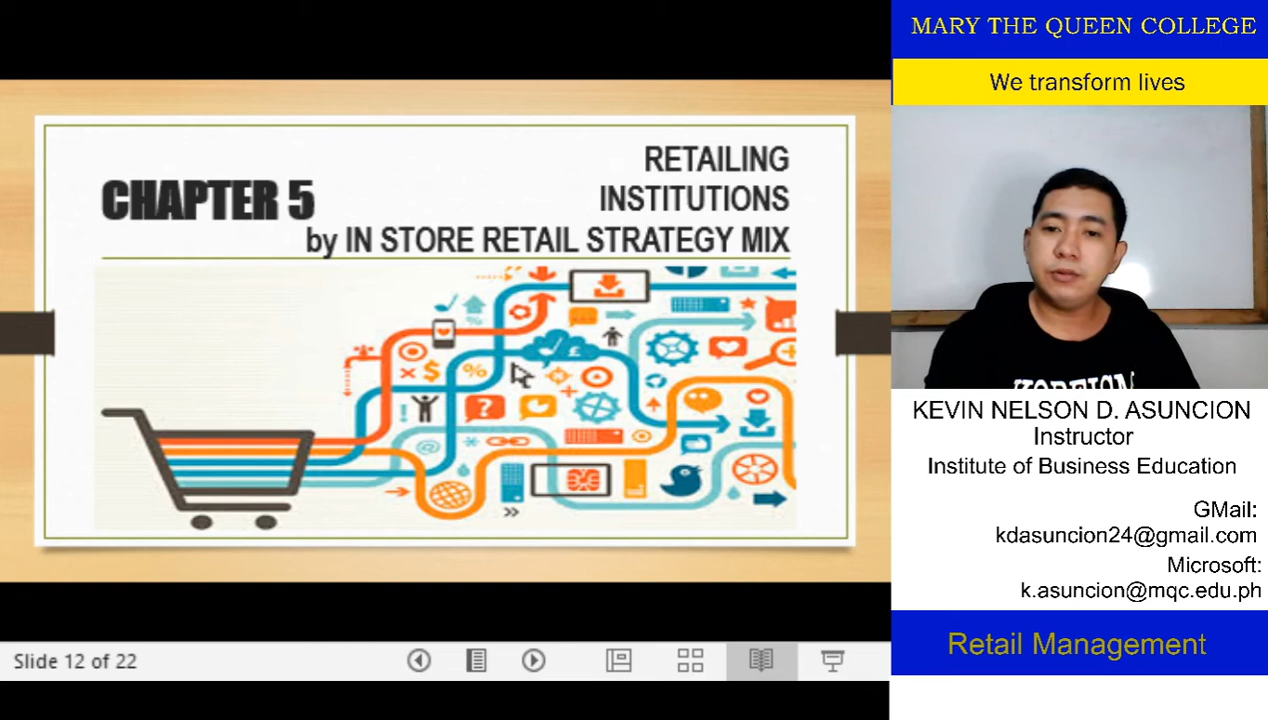 CHAPTER 5
RETAILING
INSTITUTIONS
by IN STORE RETAIL STRATEGY MIX
Slide 12 of 22
MARY THE QUEEN COLLEGE
We transform lives
KEVIN NELSON D. ASUNCION
Instructor
Institute of Business Education
GMail:
kdasuncion24@gmail.com
Microsoft:
k.asuncion@mqc.edu.ph
Retail Management